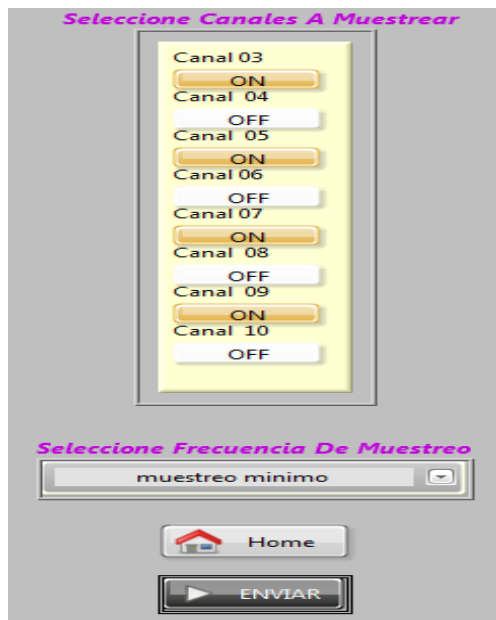 Seleccione Canales A Muestrear
Canal 03
ON
Canal 04
OFF
Canal 05
ON
Canal 06
OFF
Canal 07
ON
Canal 08
OFF
Canal 09
ON
Canal 10
OFF
Seleccione Frecuencia De Muestreo
muestreo minimo
Home
ENVIAR